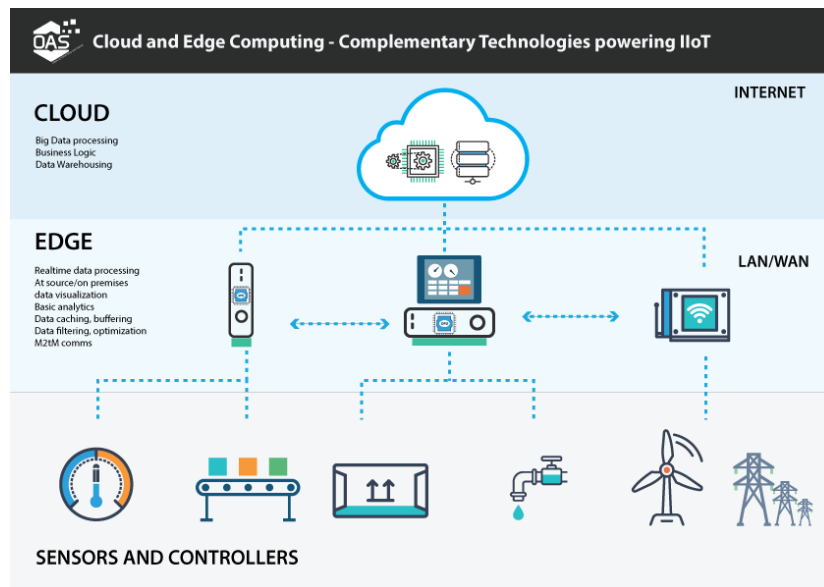 OAS Cloud and Edge Computing - Complementary Technologies powering IIoT
INTERNET
CLOUD
Big Data processing
Business Logic
Data Warehousing
EDGE
LAN/WAN
Realtime data processing
At source/on premises
data visualization
Basic analytics
Data caching, buffering
Data filtering, optimization
M2tM comms
CPU
CPU
SENSORS AND CONTROLLERS